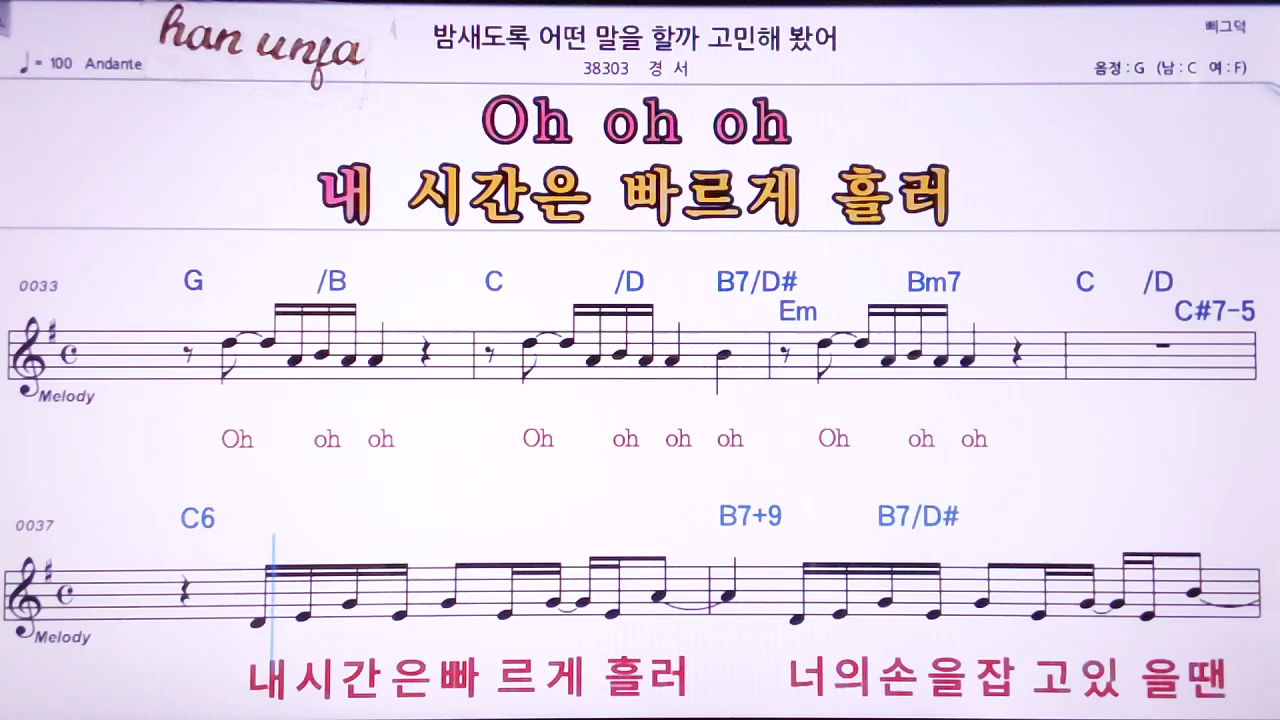 han unfa
밤새도록 어떤 말을 할까 고민해 봤어
삐그덕
♩ = 100 Andante
38303 경 서
음정 : G (남 : C 여 : F)
Oh oh oh
내 시간은 빠르게 흘러
0033
G /B C /D B7/D# Em Bm7 C /D C#7-5
Melody
Oh oh oh Oh oh oh oh Oh oh oh
0037
C6 B7+9 B7/D#
Melody
내시간은빠 르게 흘러 너의손을잡 고있 을땐